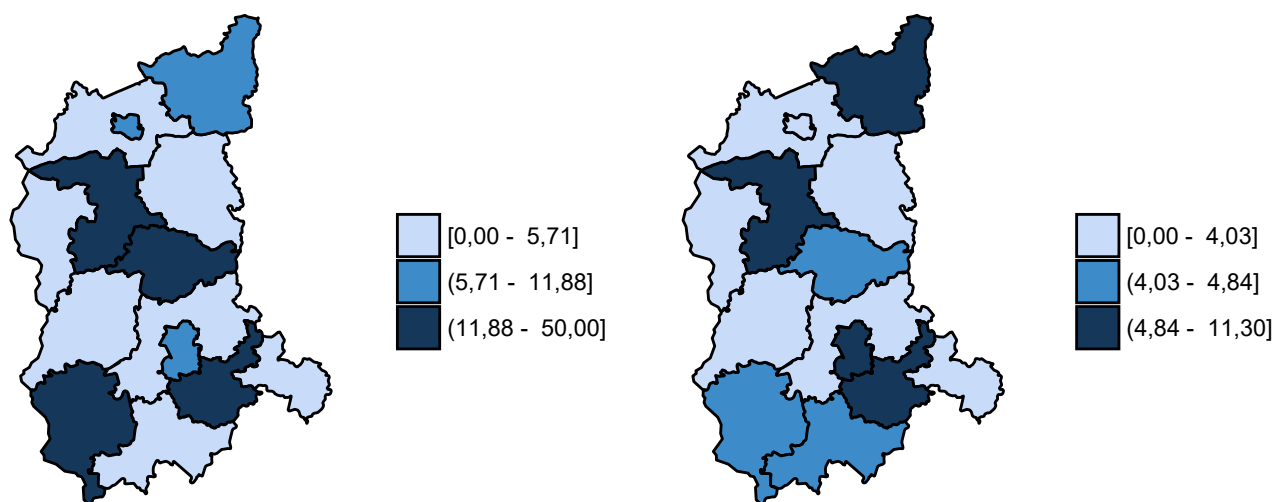 [0,00 -  5,71]
(5,71 -  11,88]
(11,88 -  50,00]
[0,00 -  4,03]
(4,03 -  4,84]
(4,84 -  11,30]